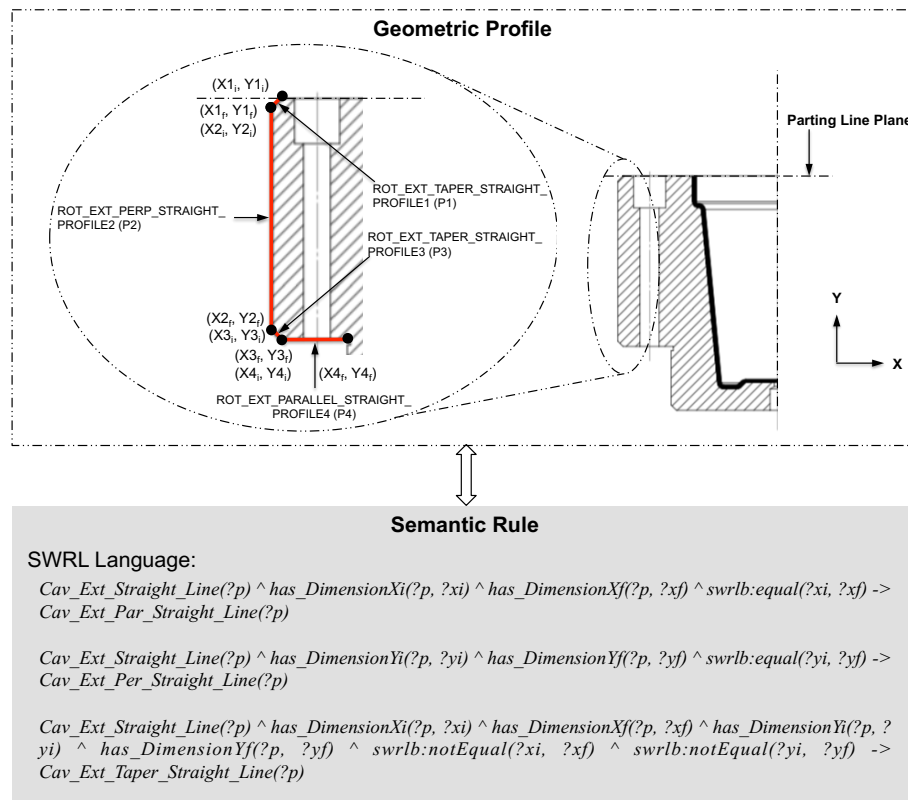 Geometric Profile
(X1i, Y1i)
(X1f, Y1f)
(X2i, Y2i)
Parting Line Plane
ROT_EXT_TAPER_STRAIGHT_
PROFILE1 (P1)
ROT_EXT_PERP_STRAIGHT_
PROFILE2 (P2)
ROT_EXT_TAPER_STRAIGHT_
PROFILE3 (P3)
Y
X
(X2f, Y2f)
(X3i, Y3i)
(X3f, Y3f)
(X4i, Y4i)
(X4f, Y4f)
ROT_EXT_PARALLEL_STRAIGHT_
PROFILE4 (P4)
Semantic Rule
SWRL Language:
Cav_Ext_Straight_Line(?p) ^ has_DimensionXi(?p, ?xi) ^ has_DimensionXf(?p, ?xf) ^ swrlb:equal(?xi, ?xf) ->
Cav_Ext_Par_Straight_Line(?p)
Cav_Ext_Straight_Line(?p) ^ has_DimensionYi(?p, ?yi) ^ has_DimensionYf(?p, ?yf) ^ swrlb:equal(?yi, ?yf) ->
Cav_Ext_Per_Straight_Line(?p)
Cav_Ext_Straight_Line(?p) ^ has_DimensionXi(?p, ?xi) ^ has_DimensionXf(?p, ?xf) ^ has_DimensionYi(?p, ?
yi) ^ has_DimensionYf(?p, ?yf) ^ swrlb:notEqual(?xi, ?xf) ^ swrlb:notEqual(?yi, ?yf) ->
Cav_Ext_Taper_Straight_Line(?p)